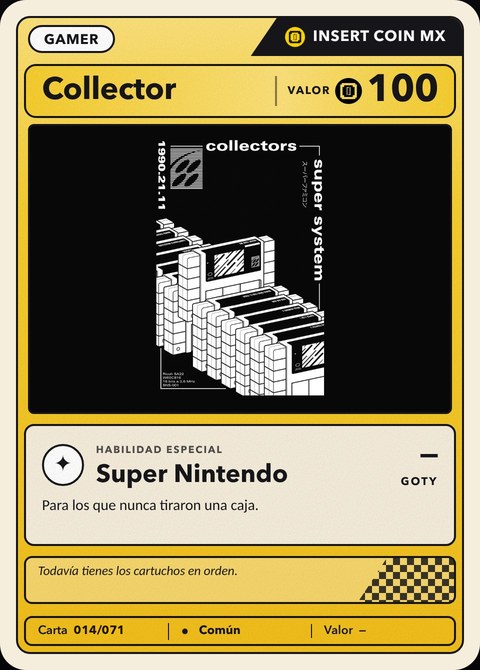 GAMER
INSERT COIN MX
Collector
VALOR 100
collectors
1990.21.11
super system
スーパーファミコン
HABILIDAD ESPECIAL
Super Nintendo
–
GOTY
Para los que nunca tiraron una caja.
Todavía tienes los cartuchos en orden.
Carta 014/071
• Común
Valor –